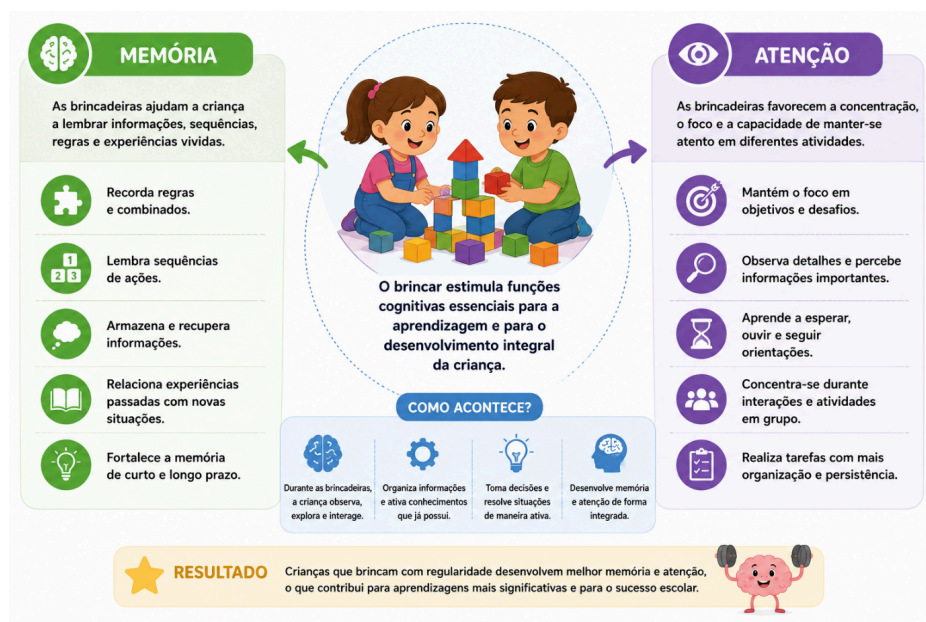 MEMÓRIA
As brincadeiras ajudam a criança
a lembrar informações, sequências,
regras e experiências vividas.
Recorda regras
e combinados.
1
2 3
Lembra sequências
de ações.
Armazena e recupera
informações.
Relaciona experiências
passadas com novas
situações.
Fortalece a memória
de curto e longo prazo.
O brincar estimula funções
cognitivas essenciais para a
aprendizagem e para o
desenvolvimento integral
da criança.
COMO ACONTECE?
Durante as brincadeiras,
a criança observa,
explora e interage.
Organiza informações
e ativa conhecimentos
que já possui.
Toma decisões e
resolve situações
de maneira ativa.
Desenvolve memória
e atenção de forma
integrada.
ATENÇÃO
As brincadeiras favorecem a concentração,
o foco e a capacidade de manter-se
atento em diferentes atividades.
Mantém o foco em
objetivos e desafios.
Observa detalhes e percebe
informações importantes.
Aprende a esperar,
ouvir e seguir
orientações.
Concentra-se durante
interações e atividades
em grupo.
Realiza tarefas com mais
organização e persistência.
RESULTADO
Crianças que brincam com regularidade desenvolvem melhor memória e atenção,
o que contribui para aprendizagens mais significativas e para o sucesso escolar.